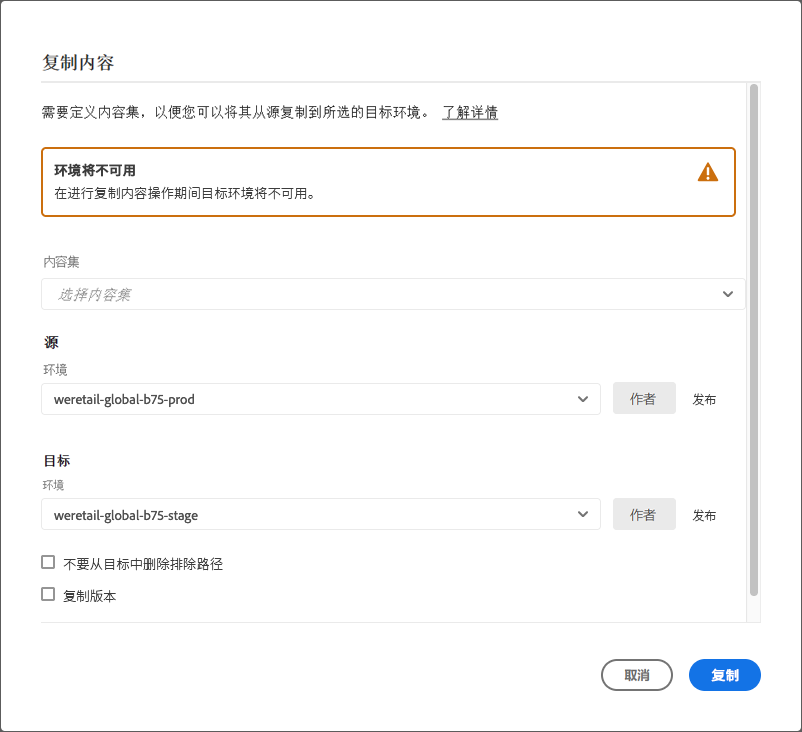 复制内容
需要定义内容集，以便您可以将其从源复制到所选的目标环境。 了解详情
环境将不可用
在进行复制内容操作期间目标环境将不可用。
内容集
选择内容集
源
环境
weretail-global-b75-prod 作者 发布
目标
环境
weretail-global-b75-stage 作者 发布
不要从目标中删除排除路径
复制版本
取消 复制